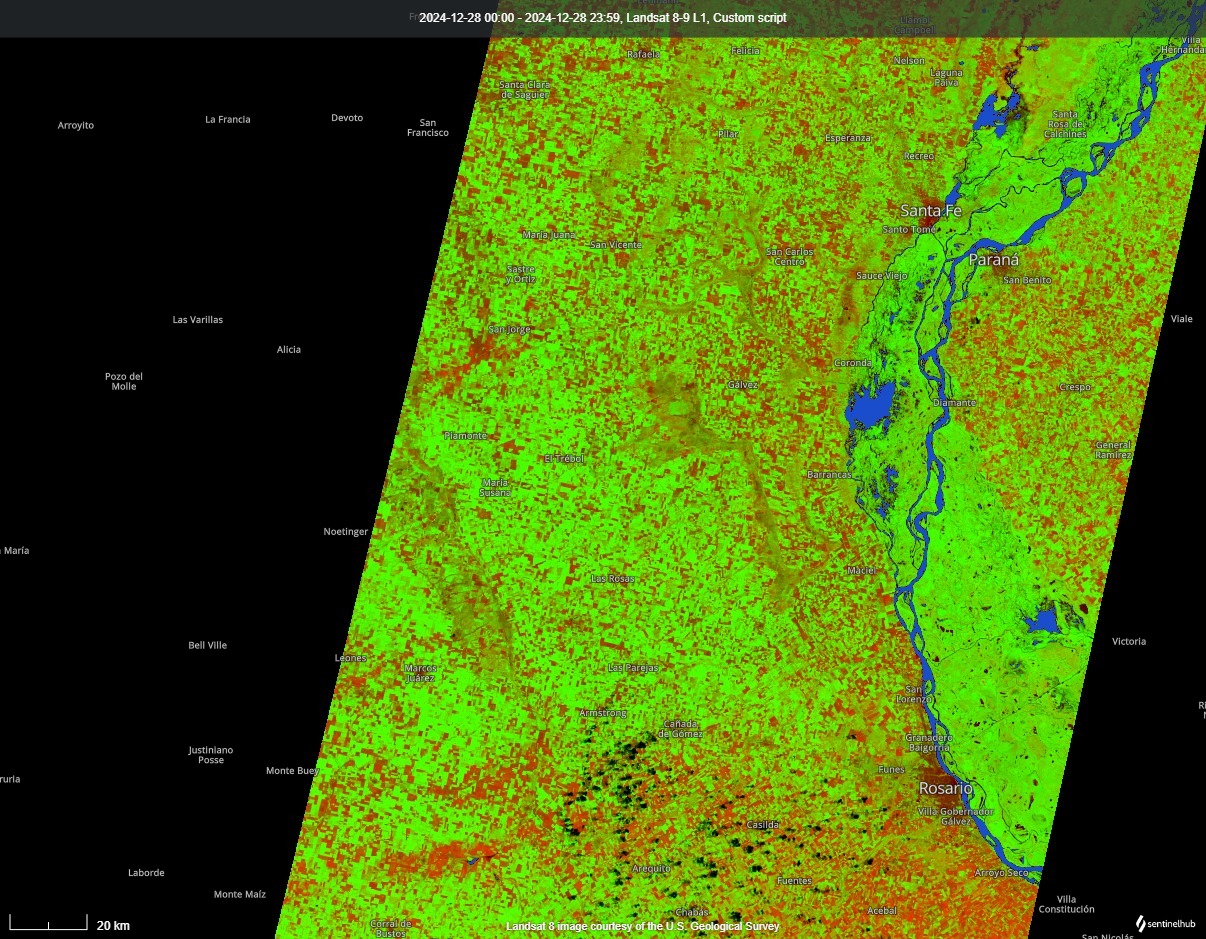 2024-12-28 00:00 - 2024-12-28 23:59, Landsat 8-9 L1, Custom script
Llambi
Campbell
Villa
Hernanda
Rafaela
Felicia
Nelson
Laguna
Paiva
Santa Clara
de Saguier
Arroyito
La Francia
Devoto
San
Francisco
Pilar
Esperanza
Santa
Rosa de
Calchines
Recreo
Santa Fe
Santo Tomé
María Juana
San Vicente
San Carlos
Centro
Paraná
San Benito
Sastre
y Ortiz
Sauce Viejo
Las Varillas
San Jorge
Viale
Alicia
Coronda
Pozo del
Molle
Gálvez
Crespo
Diamante
Piamonte
El Trébol
General
Ramírez
María
Susana
Barrancas
Noetinger
María
Maciel
Las Rosas
Bell Ville
Victoria
Leones
Marcos
Juárez
Las Parejas
San
Lorenzo
Armstrong
Cañada
de Gómez
Granadero
Baigorria
Justiniano
Posse
Monte Buey
Funes
ruria
Rosario
Villa Gobernador
Gálvez
Casilda
Laborde
Arequito
Fuentes
Arroyo Seco
Monte Maíz
Villa
Constitución
Chabás
Acebal
Corral de
Bustos
20 km
Landsat 8 image courtesy of the U.S. Geological Survey
sentinelhub
San Nicolás